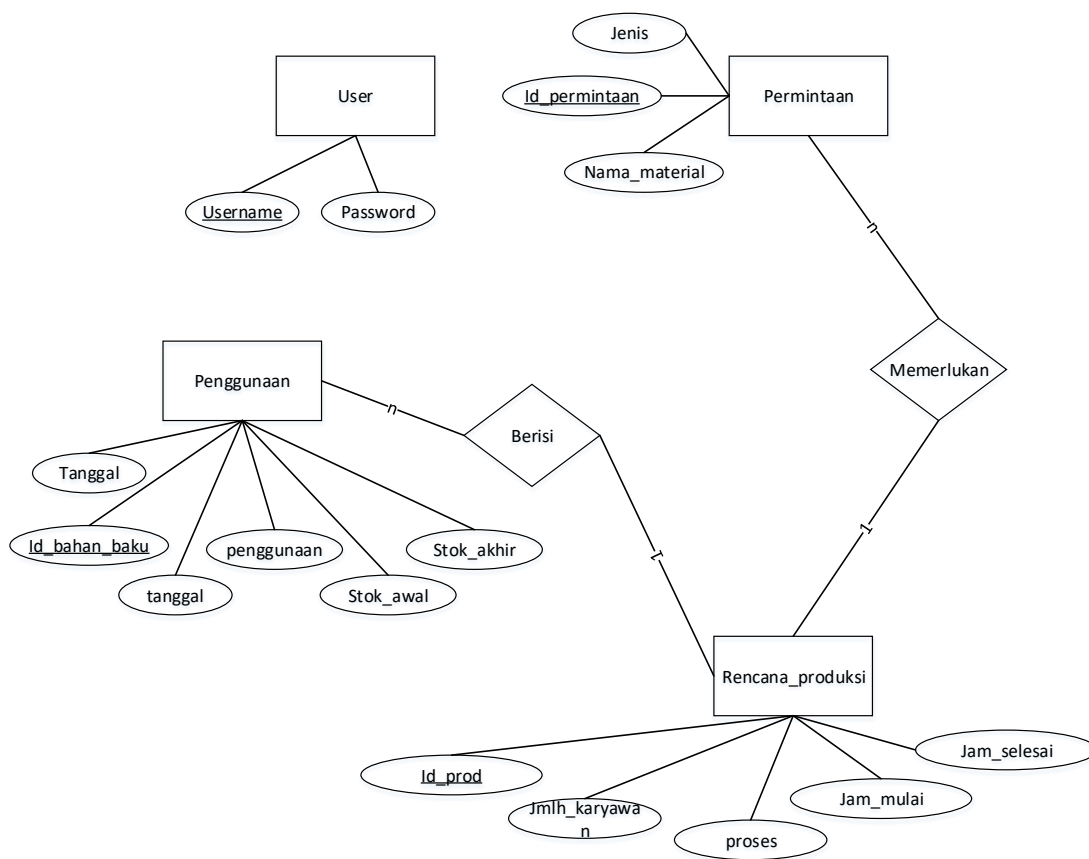 Jenis
User
Permintaan
Id_permintaan
Nama_material
Username
Password
n
Penggunaan
Memerlukan
n
Berisi
Tanggal
Id_bahan_baku
penggunaan
Stok_akhir
tanggal
Stok_awal
1
1
Rencana_produksi
Jam_selesai
Id_prod
Jam_mulai
Jmlh_karyawa
n
proses